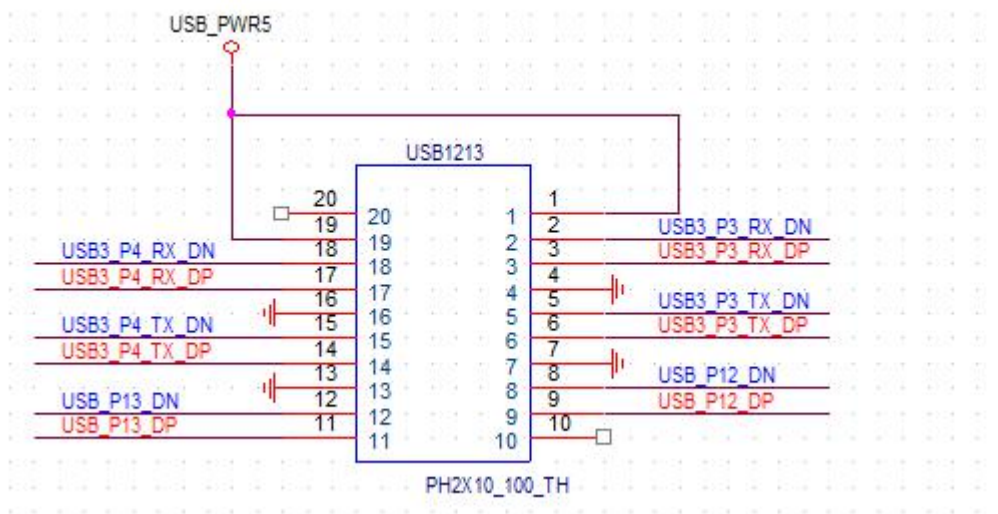 USB_PWR5
USB1213
20 20 1 1
19 19 2 2 USB3_P3_RX_DN
USB3_P4_RX_DN 18 18 3 3 USB3_P3_RX_DP
USB3_P4_RX_DP 17 17 4 4
16 16 5 5 USB3_P3_TX_DN
USB3_P4_TX_DN 15 15 6 6 USB3_P3_TX_DP
USB3_P4_TX_DP 14 14 7 7
13 13 8 8 USB_P12_DN
USB_P13_DN 12 12 9 9 USB_P12_DP
USB_P13_DP 11 11 10 10
PH2X10_100_TH